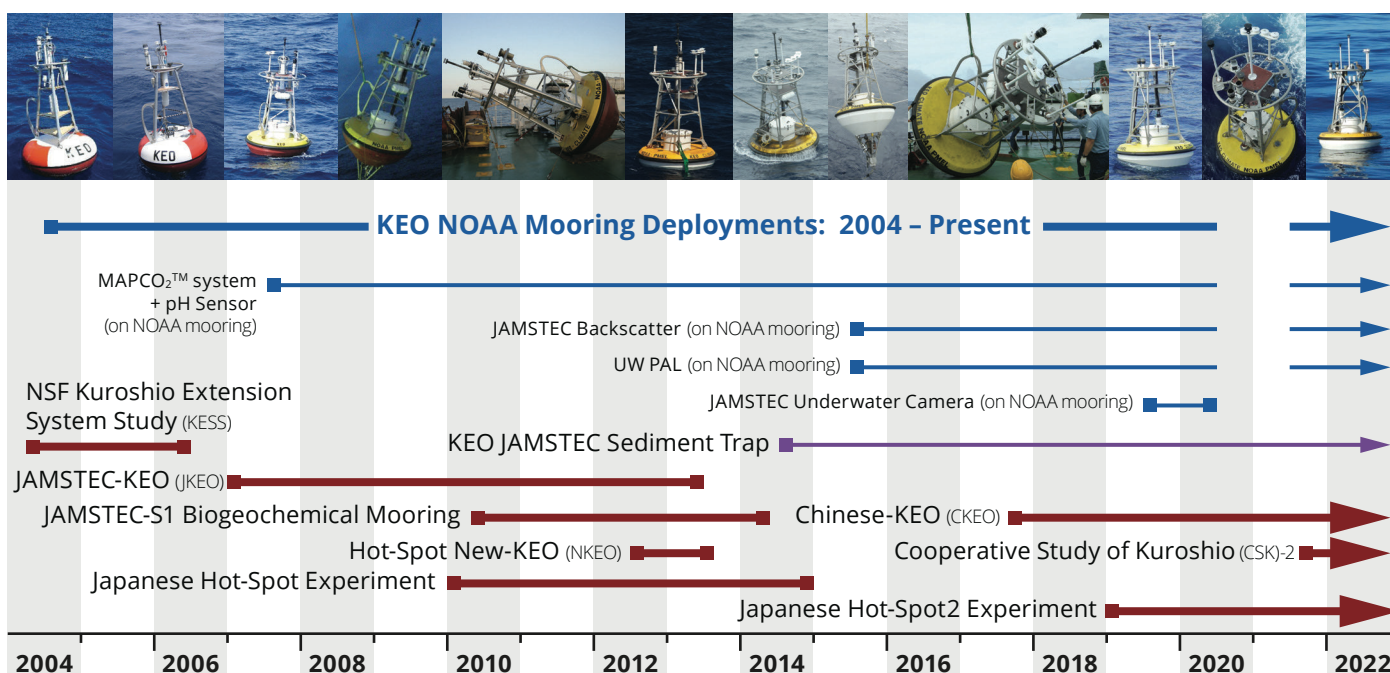 KEO
KEO
KEO NOAA Mooring Deployments: 2004 – Present
MAPCO₂™ system
+ pH Sensor
(on NOAA mooring)
JAMSTEC Backscatter (on NOAA mooring)
UW PAL (on NOAA mooring)
NSF Kuroshio Extension
System Study (KESS)
JAMSTEC Underwater Camera (on NOAA mooring)
KEO JAMSTEC Sediment Trap
JAMSTEC-KEO (JKEO)
JAMSTEC-S1 Biogeochemical Mooring
Chinese-KEO (CKEO)
Hot-Spot New-KEO (NKEO)
Cooperative Study of Kuroshio (CSK)-2
Japanese Hot-Spot Experiment
Japanese Hot-Spot2 Experiment
2004 2006 2008 2010 2012 2014 2016 2018 2020 2022